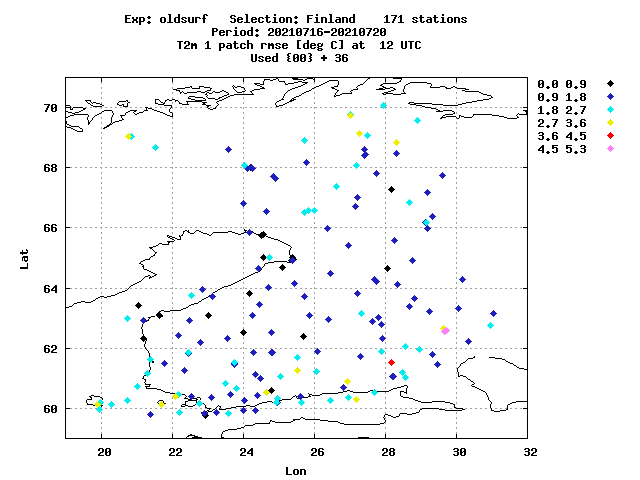 Exp: oldsurf   Selection: Finland    171 stations
Period: 20210716-20210720
T2m 1 patch rmse [deg C] at  12 UTC
Used {00} + 36
0.0 0.9
0.9 1.8
1.8 2.7
2.7 3.6
3.6 4.5
4.5 5.3
70
68
66
64
62
60
Lat
20 22 24 26 28 30 32
Lon